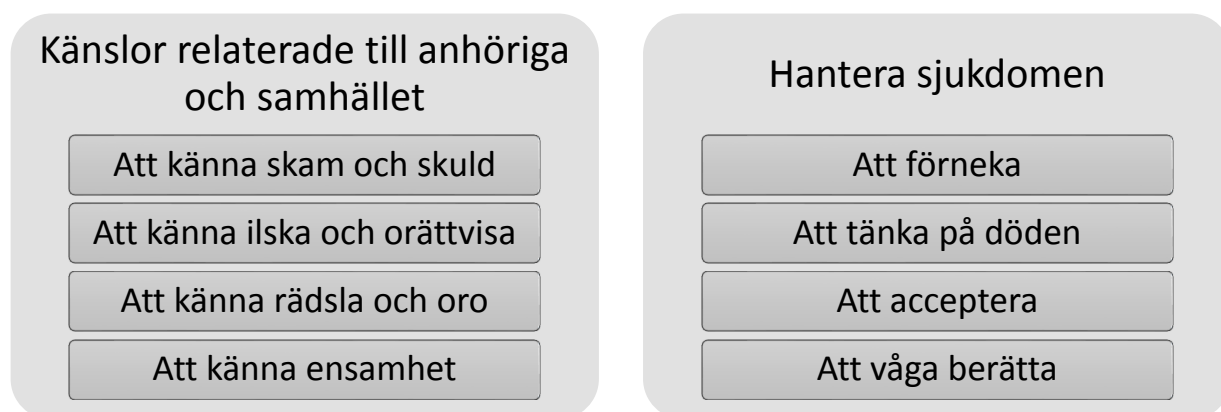 Känslor relaterade till anhöriga
och samhället
Att känna skam och skuld
Att känna ilska och orättvisa
Att känna rädsla och oro
Att känna ensamhet
Hantera sjukdomen
Att förneka
Att tänka på döden
Att acceptera
Att våga berätta